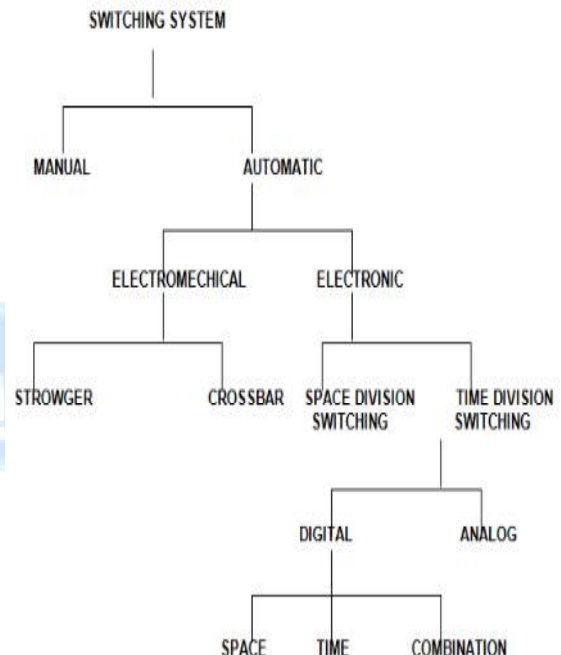 SWITCHING SYSTEM
MANUAL AUTOMATIC
ELECTROMECHICAL ELECTRONIC
STROWGER CROSSBAR SPACE DIVISION TIME DIVISION
SWITCHING SWITCHING
DIGITAL ANALOG
SPACE TIME COMBINATION